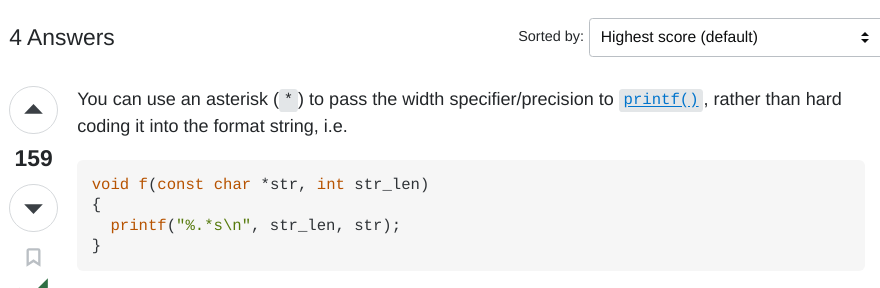 4 Answers
Sorted by: Highest score (default)
You can use an asterisk (*) to pass the width specifier/precision to printf(), rather than hard
coding it into the format string, i.e.
159
void f(const char *str, int str_len)
{
  printf("%.*s\n", str_len, str);
}